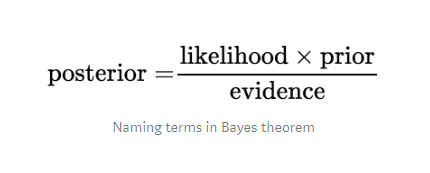 posterior = likelihood × prior / evidence
Naming terms in Bayes theorem